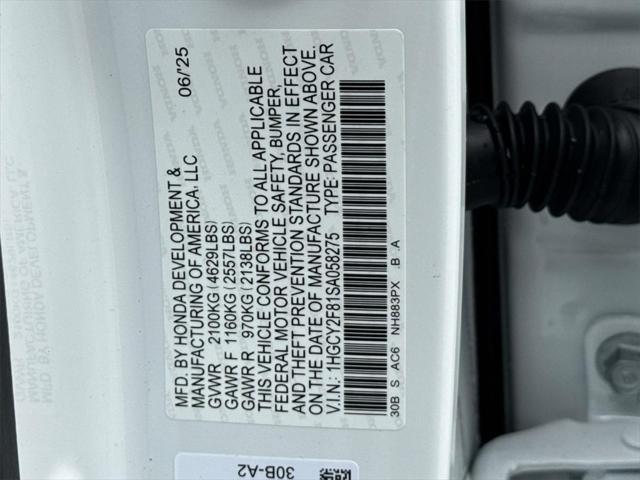 MFD. BY HONDA DEVELOPMENT & 06/'25
MANUFACTURING OF AMERICA, LLC
GVWR 2100KG (4629LBS)
GAWR F 1160KG (2557LBS)
GAWR R 970KG (2138LBS)
THIS VEHICLE CONFORMS TO ALL APPLICABLE
FEDERAL MOTOR VEHICLE SAFETY, BUMPER,
AND THEFT PREVENTION STANDARDS IN EFFECT
ON THE DATE OF MANUFACTURE SHOWN ABOVE.
V.I.N.: 1HGCY2F81SA058275 TYPE: PASSENGER CAR
30B S AC6 NH883PX .B .A
30B-A2